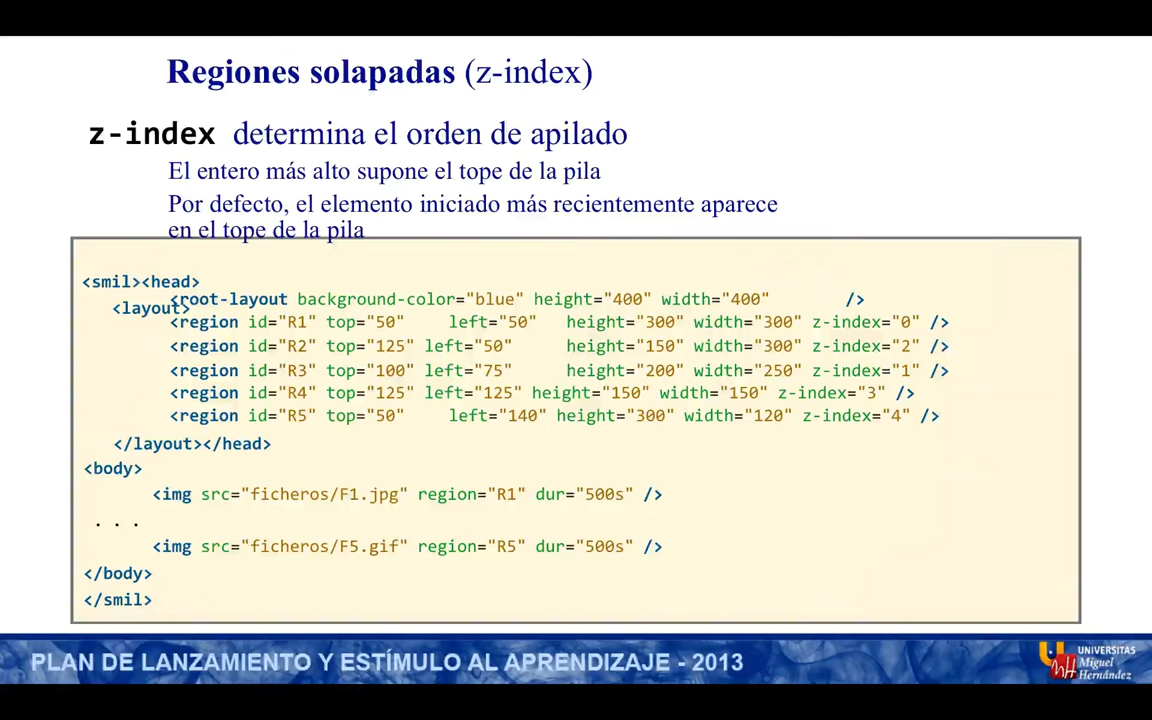 Regiones solapadas (z-index)
z-index determina el orden de apilado
El entero más alto supone el tope de la pila
Por defecto, el elemento iniciado más recientemente aparece
en el tope de la pila
<smil><head>
<layout>
<root-layout background-color="blue" height="400" width="400" />
<region id="R1" top="50" left="50" height="300" width="300" z-index="0" />
<region id="R2" top="125" left="50" height="150" width="300" z-index="2" />
<region id="R3" top="100" left="75" height="200" width="250" z-index="1" />
<region id="R4" top="125" left="125" height="150" width="150" z-index="3" />
<region id="R5" top="50" left="140" height="300" width="120" z-index="4" />
</layout></head>
<body>
<img src="ficheros/F1.jpg" region="R1" dur="500s" />
. . .
<img src="ficheros/F5.gif" region="R5" dur="500s" />
</body>
</smil>
PLAN DE LANZAMIENTO Y ESTÍMULO AL APRENDIZAJE - 2013
UNIVERSITAS
Miguel
Hernández